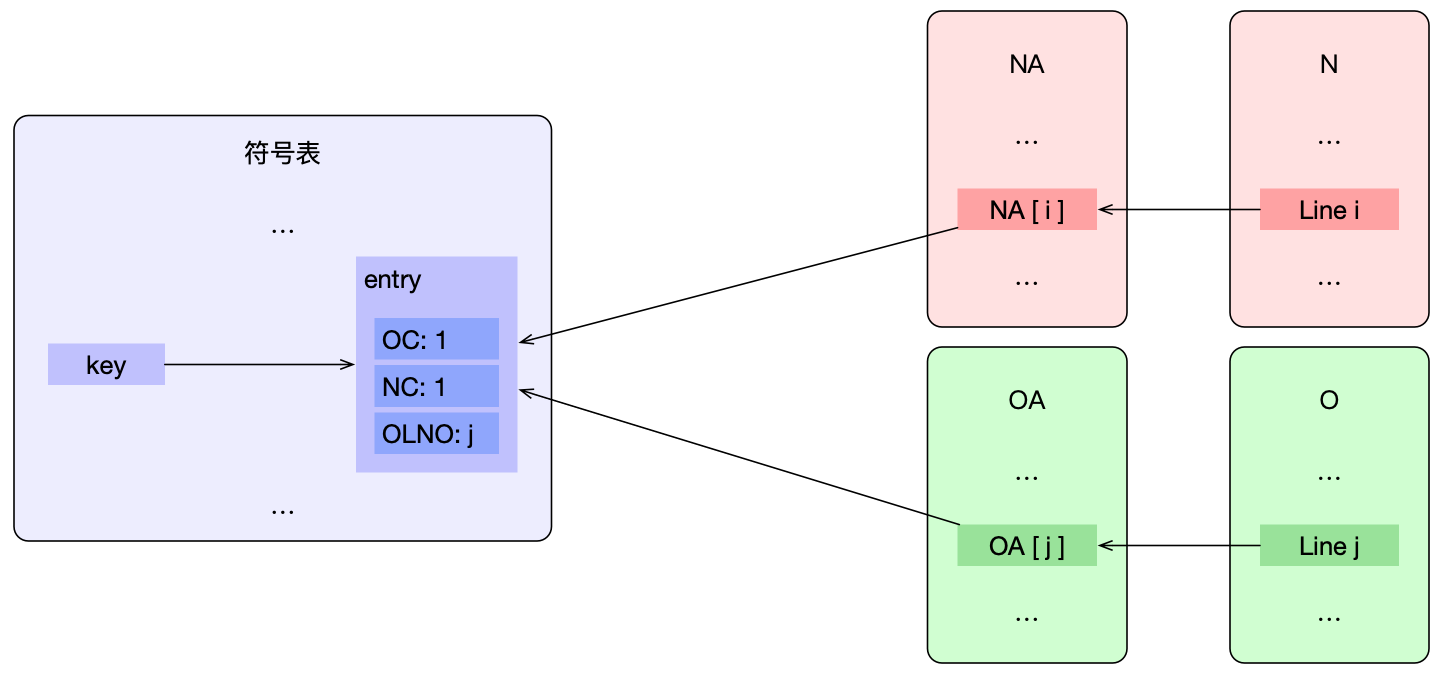 符号表
...
key
entry
OC: 1
NC: 1
OLNO: j
...
NA
...
NA [ i ]
...
N
...
Line i
...
OA
...
OA [ j ]
...
O
...
Line j
...